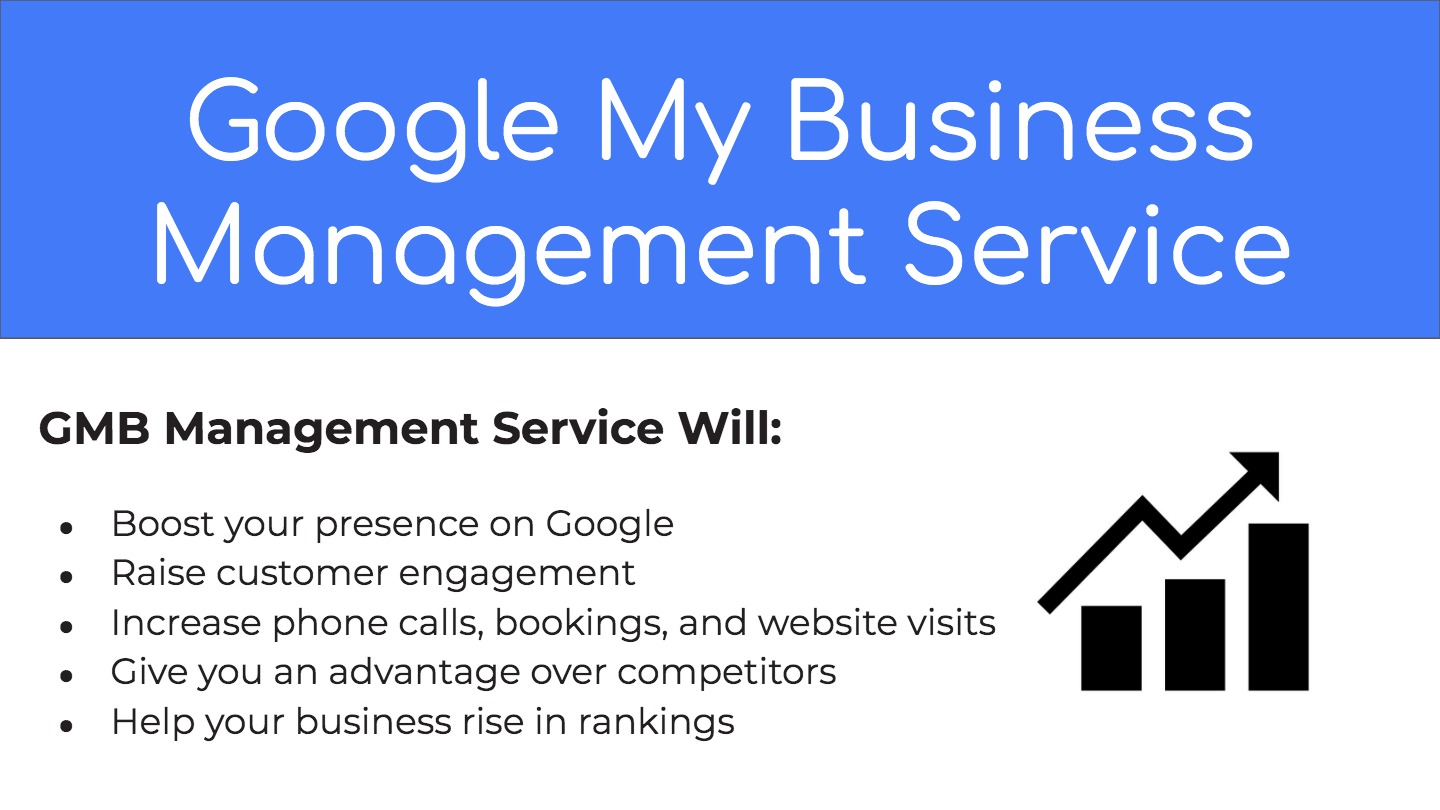 Google My Business
Management Service
GMB Management Service Will:
● Boost your presence on Google
● Raise customer engagement
● Increase phone calls, bookings, and website visits
● Give you an advantage over competitors
● Help your business rise in rankings